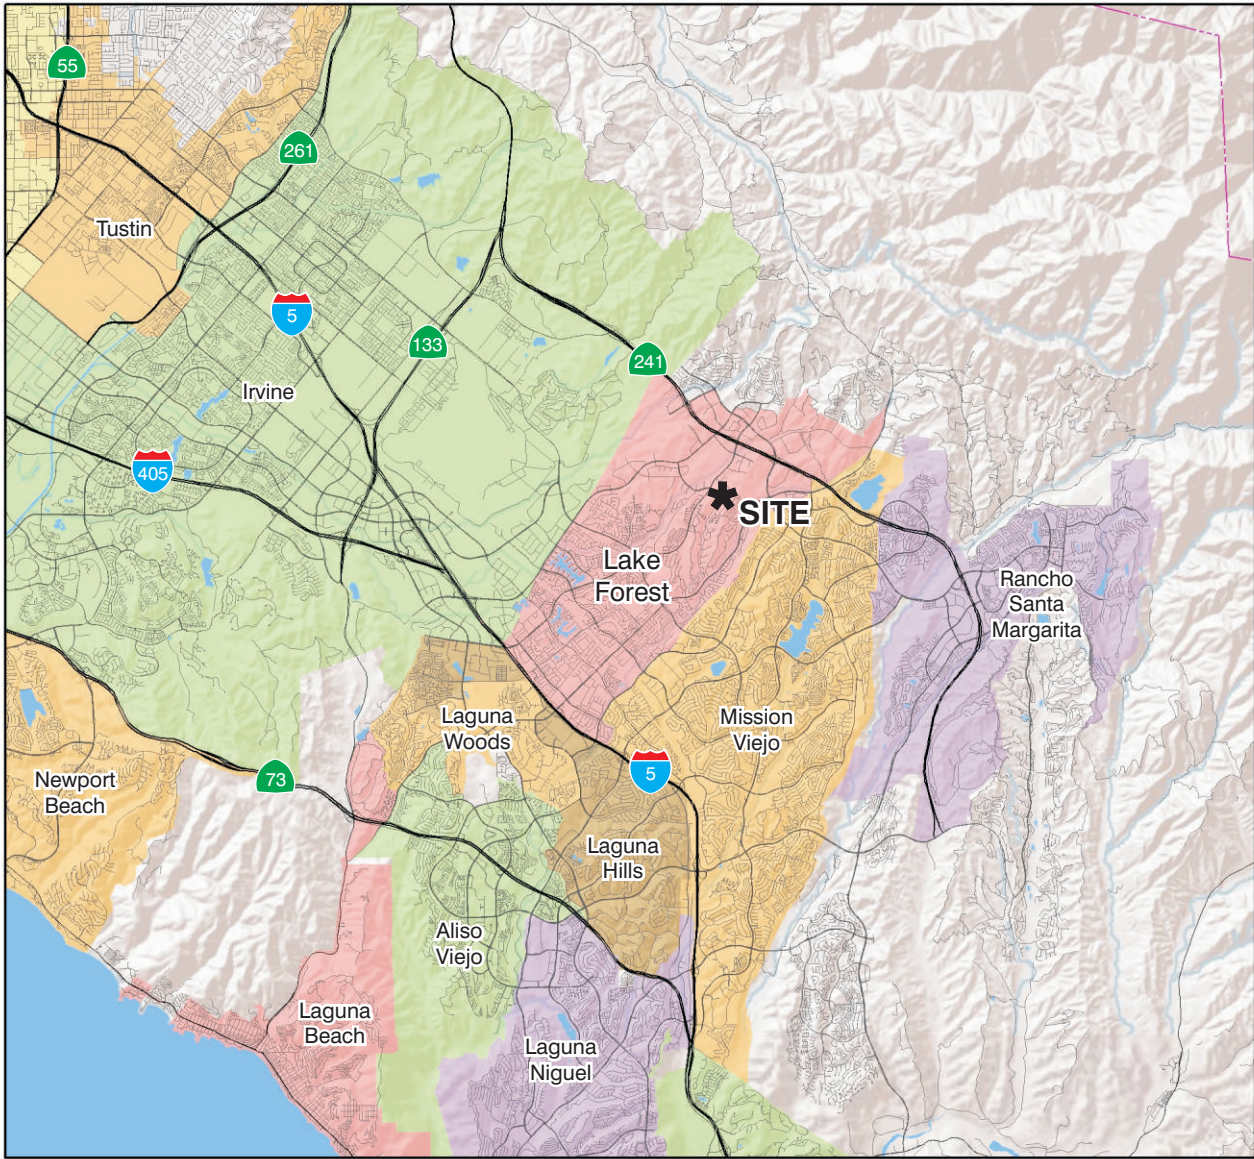 55
261
Tustin
5
133
241
Irvine
405
*SITE
Lake
Forest
Rancho
Santa
Margarita
Laguna
Woods
Mission
Viejo
73
5
Newport
Beach
Laguna
Hills
Aliso
Viejo
Laguna
Beach
Laguna
Niguel